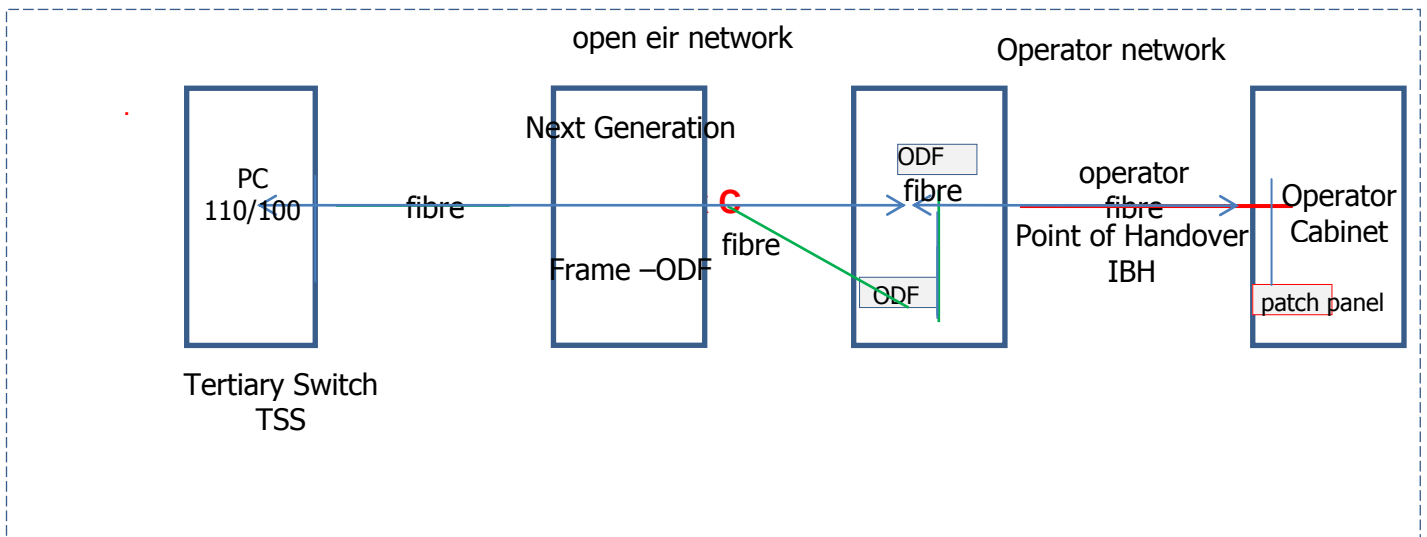 open eir network
Operator network
Next Generation
PC
110/100
fibre
C
fibre
Frame –ODF
ODF
fibre
ODF
operator
fibre
Point of Handover
IBH
Operator
Cabinet
patch panel
Tertiary Switch
TSS